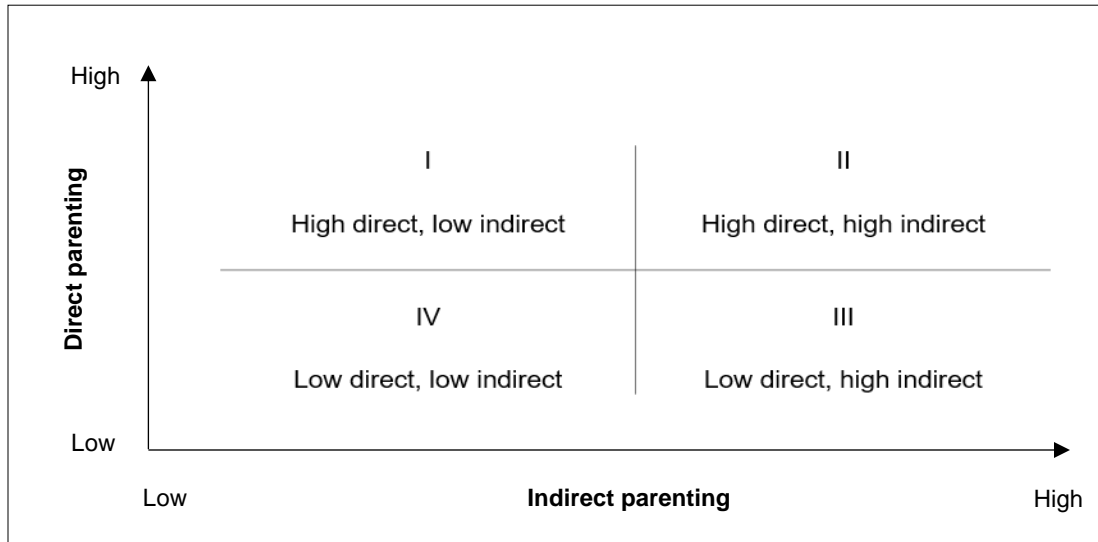 High
I
II
High direct, low indirect
High direct, high indirect
Direct parenting
IV
III
Low direct, low indirect
Low direct, high indirect
Low
Low
Indirect parenting
High